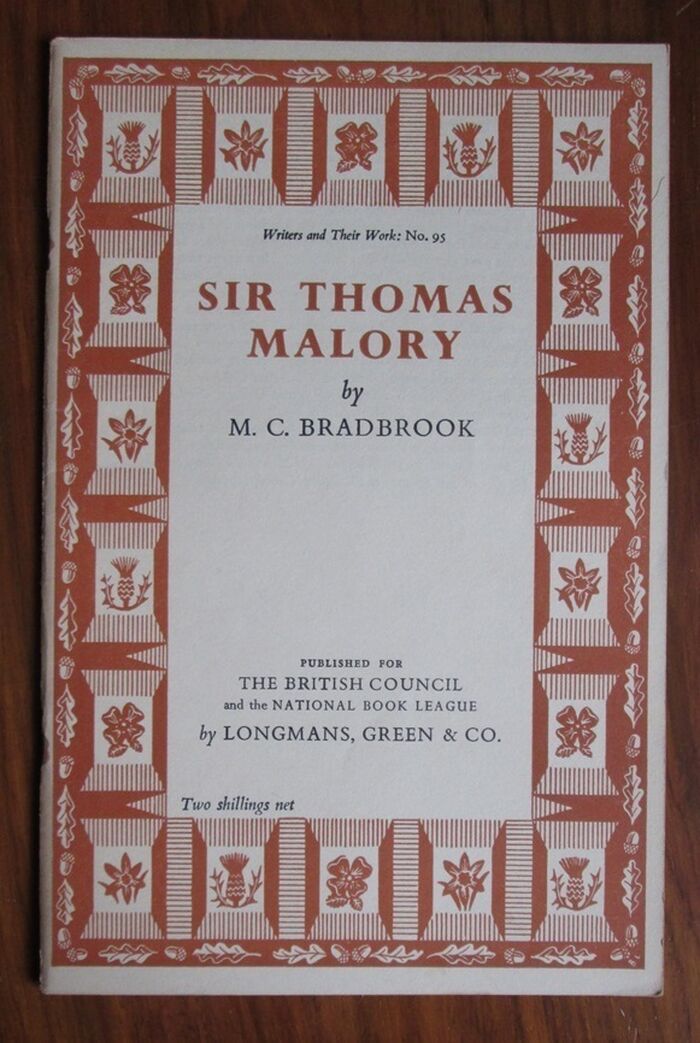 Writers and Their Work: No. 95
SIR THOMAS
MALORY
by
M. C. BRADBROOK
PUBLISHED FOR
THE BRITISH COUNCIL
and the NATIONAL BOOK LEAGUE
by LONGMANS, GREEN & CO.
Two shillings net